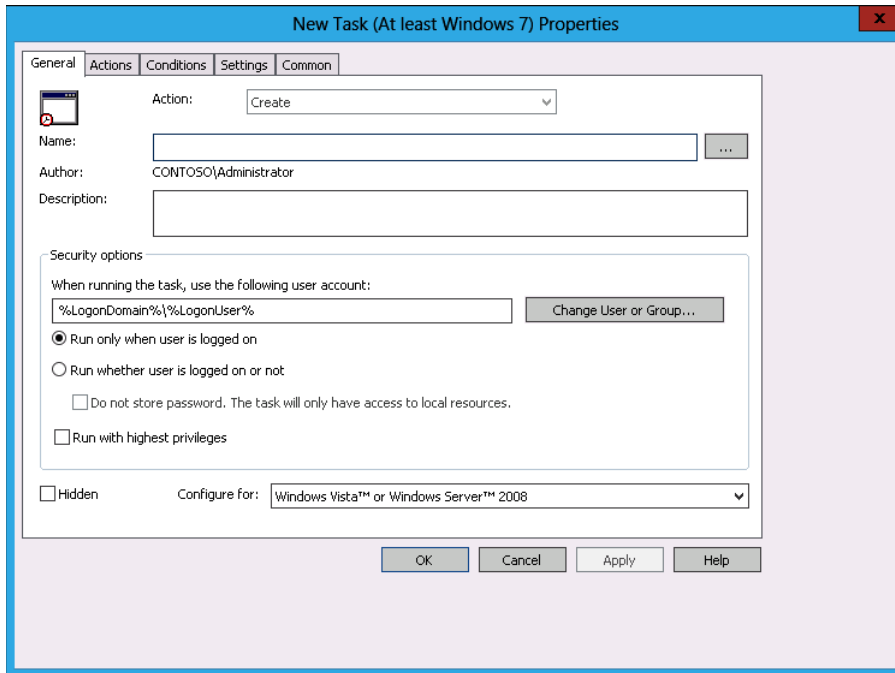 New Task (At least Windows 7) Properties
x
General Actions Conditions Settings Common
Action: Create
Name: ...
Author: CONTOSO\Administrator
Description:
Security options
When running the task, use the following user account:
%LogonDomain%\%LogonUser% Change User or Group...
Run only when user is logged on
Run whether user is logged on or not
Do not store password. The task will only have access to local resources.
Run with highest privileges
Hidden Configure for: Windows Vista™ or Windows Server™ 2008
OK Cancel Apply Help